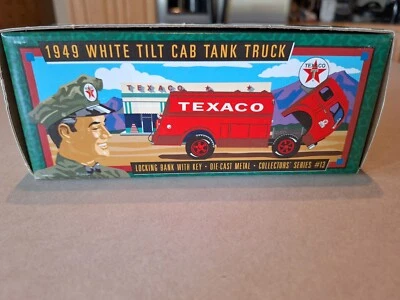 1949 WHITE TILT CAB TANK TRUCK
TEXACO
TEXACO
TEXACO
LOCKING BANK WITH KEY • DIE CAST METAL • COLLECTORS' SERIES #13